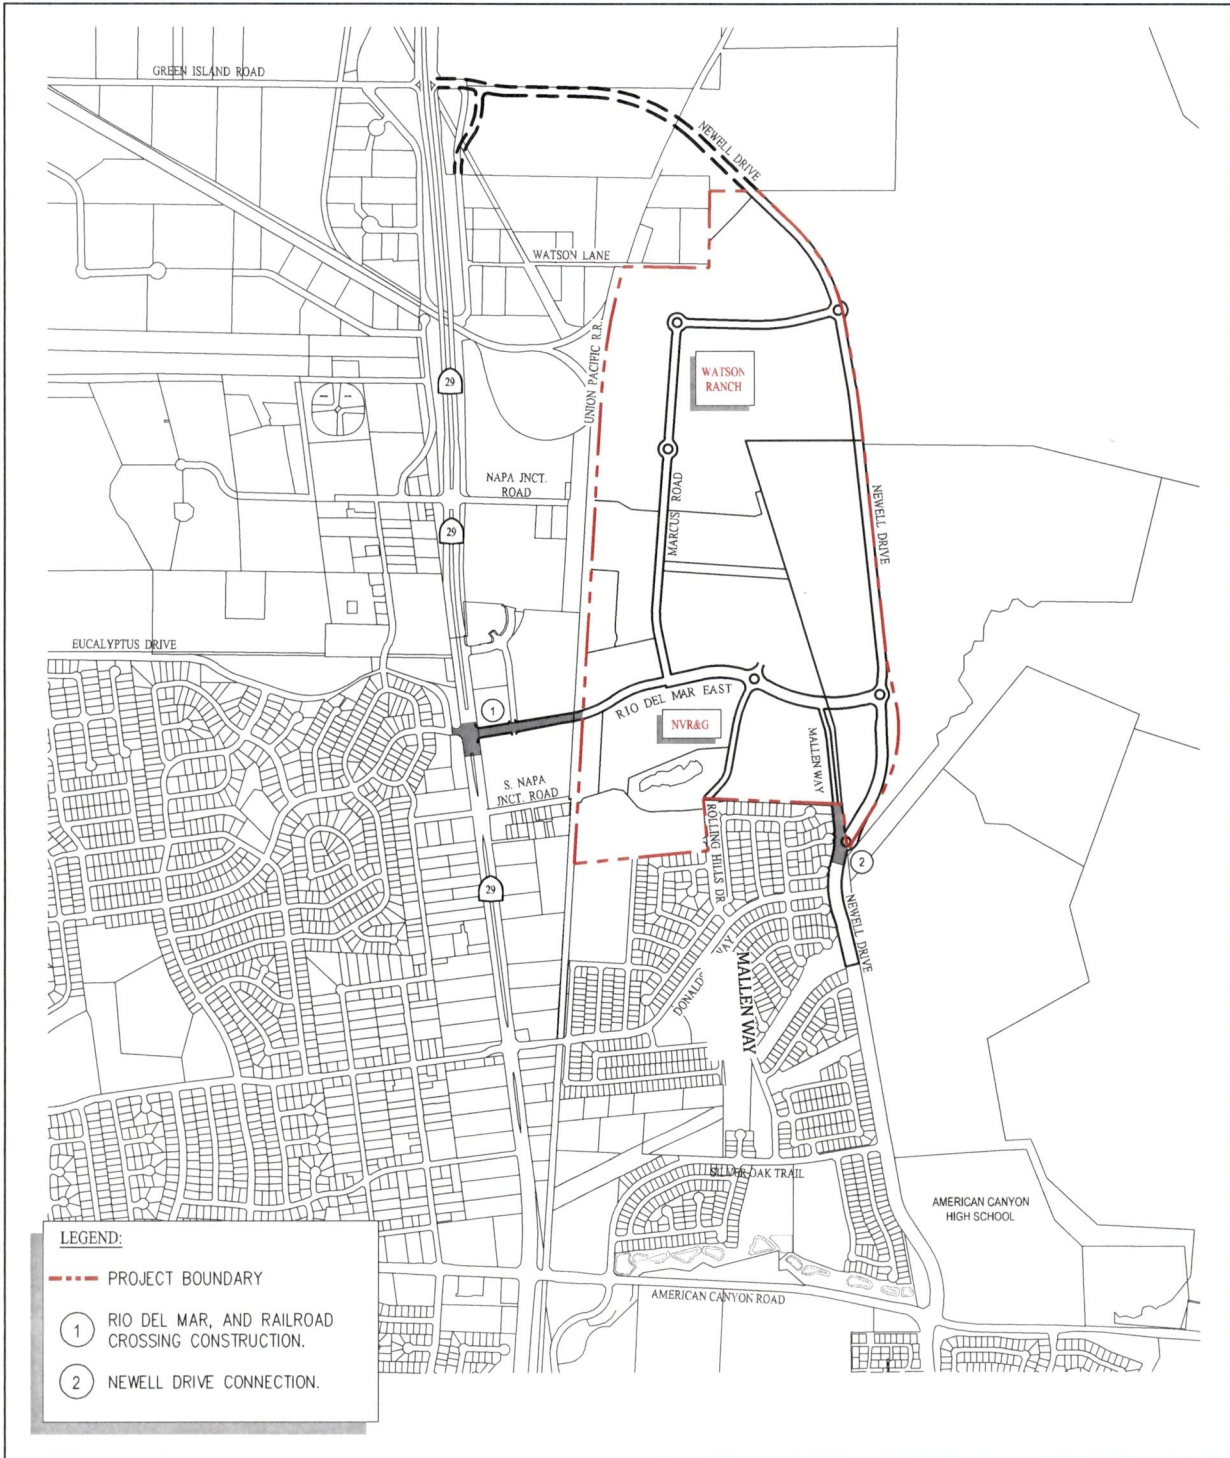 GREEN ISLAND ROAD
NEWELL DRIVE
WATSON LANE
UNION PACIFIC R.R.
29
WATSON
RANCH
NAPA JNCT.
ROAD
MARCUS ROAD
NEWELL DRIVE
29
EUCALYPTUS DRIVE
1
RIO DEL MAR EAST
NVR&G
MALLEN WAY
S. NAPA
JNCT. ROAD
ROLLING HILLS DR
2
29
NEWELL DRIVE
MALLEN WAY
SILVER OAK TRAIL
AMERICAN CANYON
HIGH SCHOOL
AMERICAN CANYON ROAD
LEGEND:
PROJECT BOUNDARY
1 RIO DEL MAR, AND RAILROAD
CROSSING CONSTRUCTION.
2 NEWELL DRIVE CONNECTION.